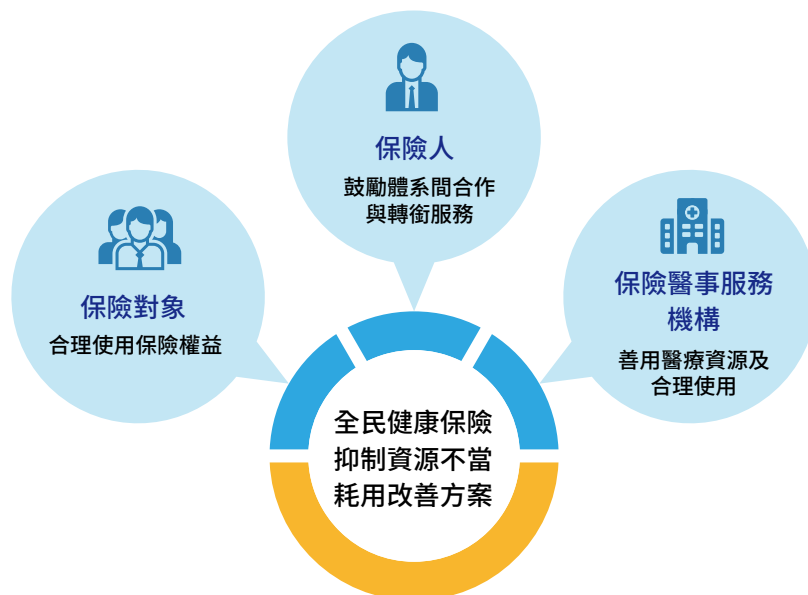 保險人
鼓勵體系間合作
與轉銜服務
保險對象
合理使用保險權益
保險醫事服務
機構
善用醫療資源及
合理使用
全民健康保險
抑制資源不當
耗用改善方案